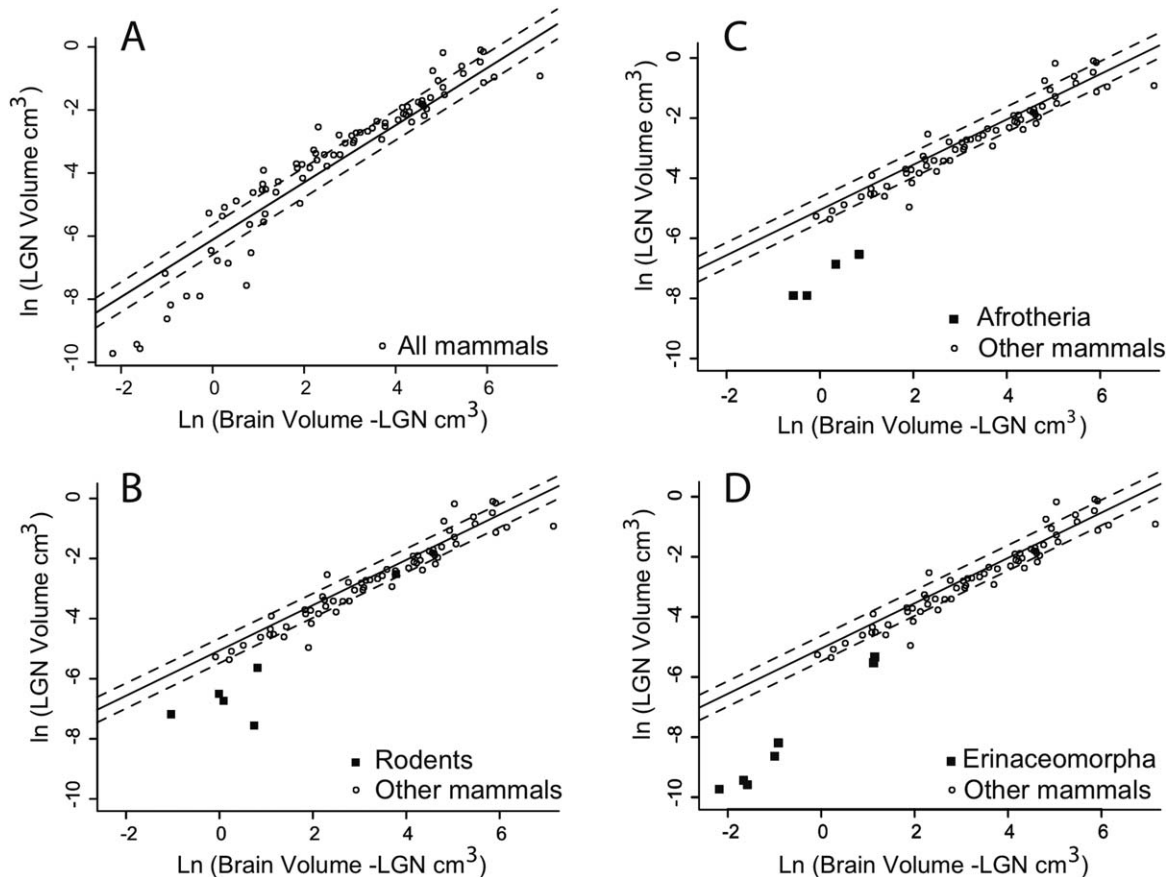 A
ln (LGN Volume cm³)
0
-2
-4
-6
-8
-10
All mammals
-2 0 2 4 6
Ln (Brain Volume -LGN cm³)
C
ln (LGN Volume cm³)
0
-2
-4
-6
-8
-10
Afrotheria
Other mammals
-2 0 2 4 6
Ln (Brain Volume -LGN cm³)
B
ln (LGN Volume cm³)
0
-2
-4
-6
-8
-10
Rodents
Other mammals
-2 0 2 4 6
Ln (Brain Volume -LGN cm³)
D
ln (LGN Volume cm³)
0
-2
-4
-6
-8
-10
Erinaceomorpha
Other mammals
-2 0 2 4 6
Ln (Brain Volume -LGN cm³)